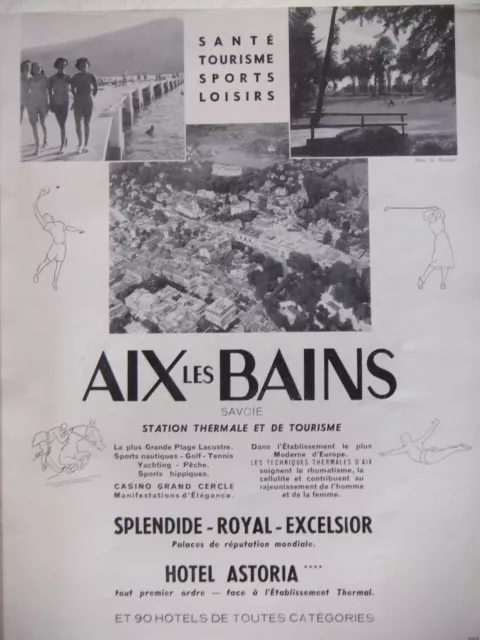 SANTÉ
TOURISME
SPORTS
LOISIRS
AIX LES BAINS
SAVOIE
STATION THERMALE ET DE TOURISME
La plus Grande Plage Lacustre.
Sports nautiques - Golf - Tennis
Yachting - Pêche.
Sports hippiques.
CASINO GRAND CERCLE
Manifestations d'Élégance.
Dans l'Établissement le plus
Moderne d'Europe.
LES TECHNIQUES THERMALES D'AIX
soignent le rhumatisme, la
cellulite et contribuent au
rajeunissement de l'homme
et de la femme.
SPLENDIDE - ROYAL - EXCELSIOR
Palaces de réputation mondiale.
HOTEL ASTORIA ****
tout premier ordre — face à l'Établissement Thermal.
ET 90 HOTELS DE TOUTES CATÉGORIES